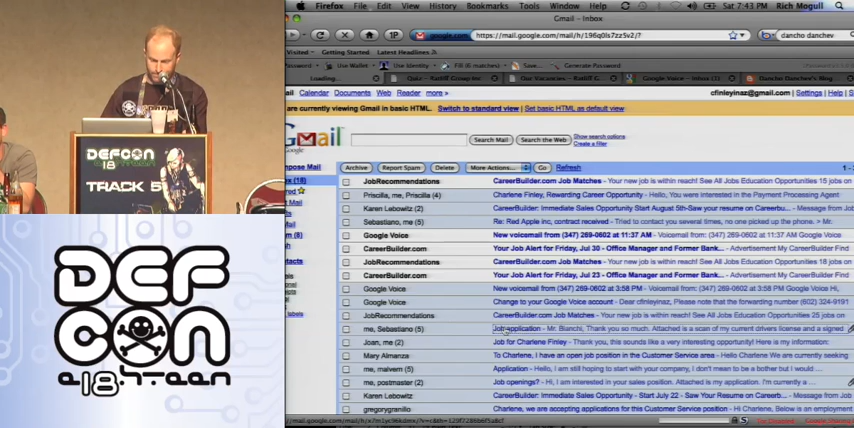 Firefox File Edit View History Bookmarks Tools Window Help
Sat 7:43 PM Rich Mogull
Gmail – Inbox
google.com
https://mail.google.com/mail/h/
dancho danchev
Visited
Getting Started
Latest Headlines
Use Wallet
Use Identity
Fill (6 matches)
Save...
Generate Password
Loading...
Google Voice - Inbox (1)
Dancho Danchev's Blog
Calendar Documents Web Reader more »
cfinleyinaz@gmail.com | Settings | Help |
are currently viewing Gmail in basic HTML. Switch to standard view | Set basic HTML as default view
GMail
Search Mail
Search the Web
Show search options
Create a filter
Compose Mail
Archive
Report Spam
Delete
More Actions...
Go
Refresh
JobRecommendations CareerBuilder.com Job Matches - Your new job is within reach! See All Jobs Education Opportunities 15 jobs on
Priscilla, me, Priscilla (4) Charlene Finley, Rewarding Career Opportunity - Hello, You were interested in the Payment Processing Agent
Karen Lebowitz (2) CareerBuilder: Immediate Sales Opportunity Start August 5th-Saw your resume on Careerbu...
Sebastiano, me (5) Re: Red Apple inc, contract received - Tried to contact you several times, no one picked up the phone. > Mr.
Google Voice New voicemail from (347) 269-0602 at 11:37 AM - Voicemail from: (347) 269-0602 at 11:37 AM
CareerBuilder.com Your Job Alert for Friday, Jul 30 - Office Manager and Former Bank... - Advertisement My CareerBuilder Find
JobRecommendations CareerBuilder.com Job Matches - Your new job is within reach! See All Jobs Education Opportunities 18 jobs on
CareerBuilder.com Your Job Alert for Friday, Jul 23 - Office Manager and Former Bank... - Advertisement My CareerBuilder Find
Google Voice New voicemail from (347) 269-0602 at 3:58 PM - Voicemail from: (347) 269-0602 at 3:58 PM Google Voice Hi,
Google Voice Change to your Google Voice account - Dear cfinleyinaz, Please note that the forwarding number (602) 324-9191
JobRecommendations CareerBuilder.com Job Matches - Your new job is within reach! See All Jobs Education Opportunities 25 jobs on
me, Sebastiano (5) Job application - Mr. Bianchi, Thank you so much. Attached is a scan of my current drivers license and a signed
Joan, me (2) Job for Charlene Finley - Thank you, this sounds like a very interesting opportunity! Here is my information:
Mary Almanza To Charlene, I have an open job position in the Customer Service area - Hello Charlene We are currently seeking
me, malvern (5) Application - Hello, I am still hoping to start with your company, I don't mean to be a bother but I would
me, postmaster (2) Job openings? - Hi, I am interested in your sales position. Attached is my application. I'm currently a
Karen Lebowitz CareerBuilder: Immediate Sales Opportunity - Start July 22 - Saw Your Resume on Careerb...
gregorygranillo Charlene, we are accepting applications for this Customer Service position - Hi Charlene, Below is an
DEFCON
18
TRACK 5
DEF
CON
e18hteen